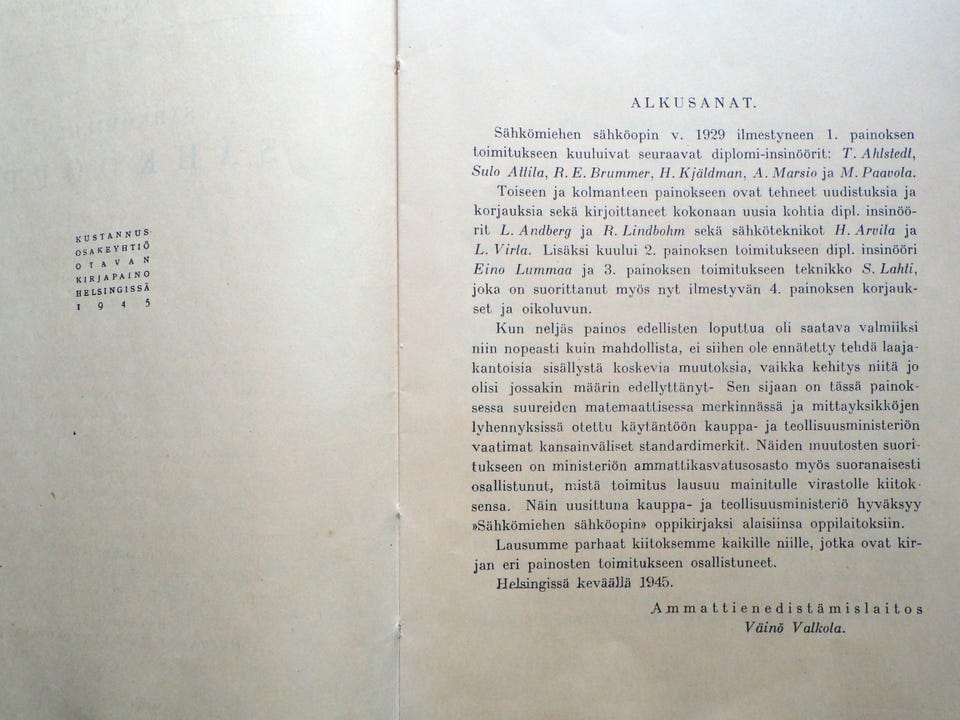 KUSTANNUS-
OSAKEYHTIÖ
OTAVAN
KIRJAPAINO
HELSINGISSÄ
1945
ALKUSANAT.
Sähkömiehen sähköopin v. 1929 ilmestyneen 1. painoksen
toimitukseen kuuluivat seuraavat diplomi-insinöörit: T. Ahlstedt,
Sulo Attila, R. E. Brummer, H. Kjäldman, A. Marsio ja M. Paavola.
Toiseen ja kolmanteen painokseen ovat tehneet uudistuksia ja
korjauksia sekä kirjoittaneet kokonaan uusia kohtia dipl. insinöö-
rit L. Andberg ja R. Lindbohm sekä sähköteknikot H. Arvila ja
L. Virla. Lisäksi kuului 2. painoksen toimitukseen dipl. insinööri
Eino Lummaa ja 3. painoksen toimitukseen teknikko S. Lahti,
joka on suorittanut myös nyt ilmestyvän 4. painoksen korjauk-
set ja oikoluvun.
Kun neljäs painos edellisten loputtua oli saatava valmiiksi
niin nopeasti kuin mahdollista, ei siihen ole ennätetty tehdä laaja-
kantoisia sisällystä koskevia muutoksia, vaikka kehitys niitä jo
olisi jossakin määrin edellyttänyt- Sen sijaan on tässä painok-
sessa suureiden matemaattisessa merkinnässä ja mittayksikköjen
lyhennyksissä otettu käytäntöön kauppa- ja teollisuusministeriön
vaatimat kansainväliset standardimerkit. Näiden muutosten suori-
tukseen on ministeriön ammattikasvatusosasto myös suoranaisesti
osallistunut, mistä toimitus lausuu mainitulle virastolle kiitok-
sensa. Näin uusittuna kauppa- ja teollisuusministeriö hyväksyy
»Sähkömiehen sähköopin» oppikirjaksi alaisiinsa oppilaitoksiin.
Lausumme parhaat kiitoksemme kaikille niille, jotka ovat kir-
jan eri painosten toimitukseen osallistuneet.
Helsingissä keväällä 1945.
Ammattienedistämislaitos
Väinö Valkola.